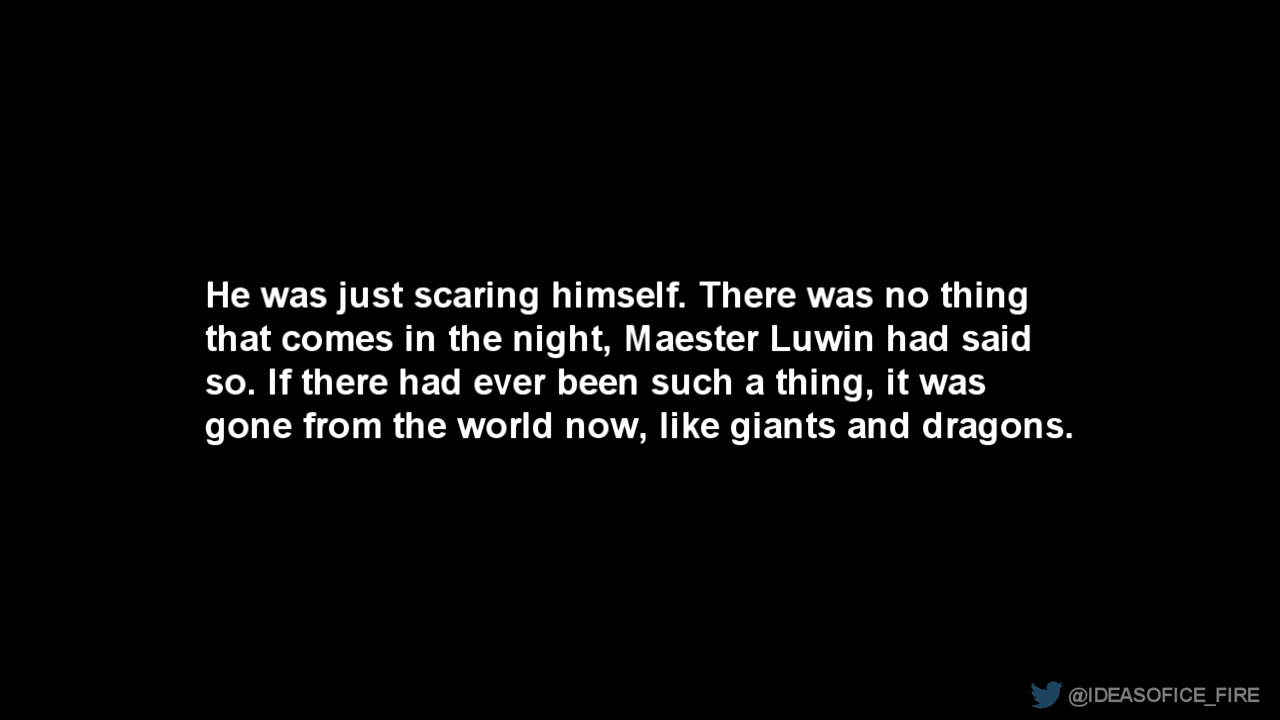 He was just scaring himself. There was no thing
that comes in the night, Maester Luwin had said
so. If there had ever been such a thing, it was
gone from the world now, like giants and dragons.
@IDEASOFICE_FIRE